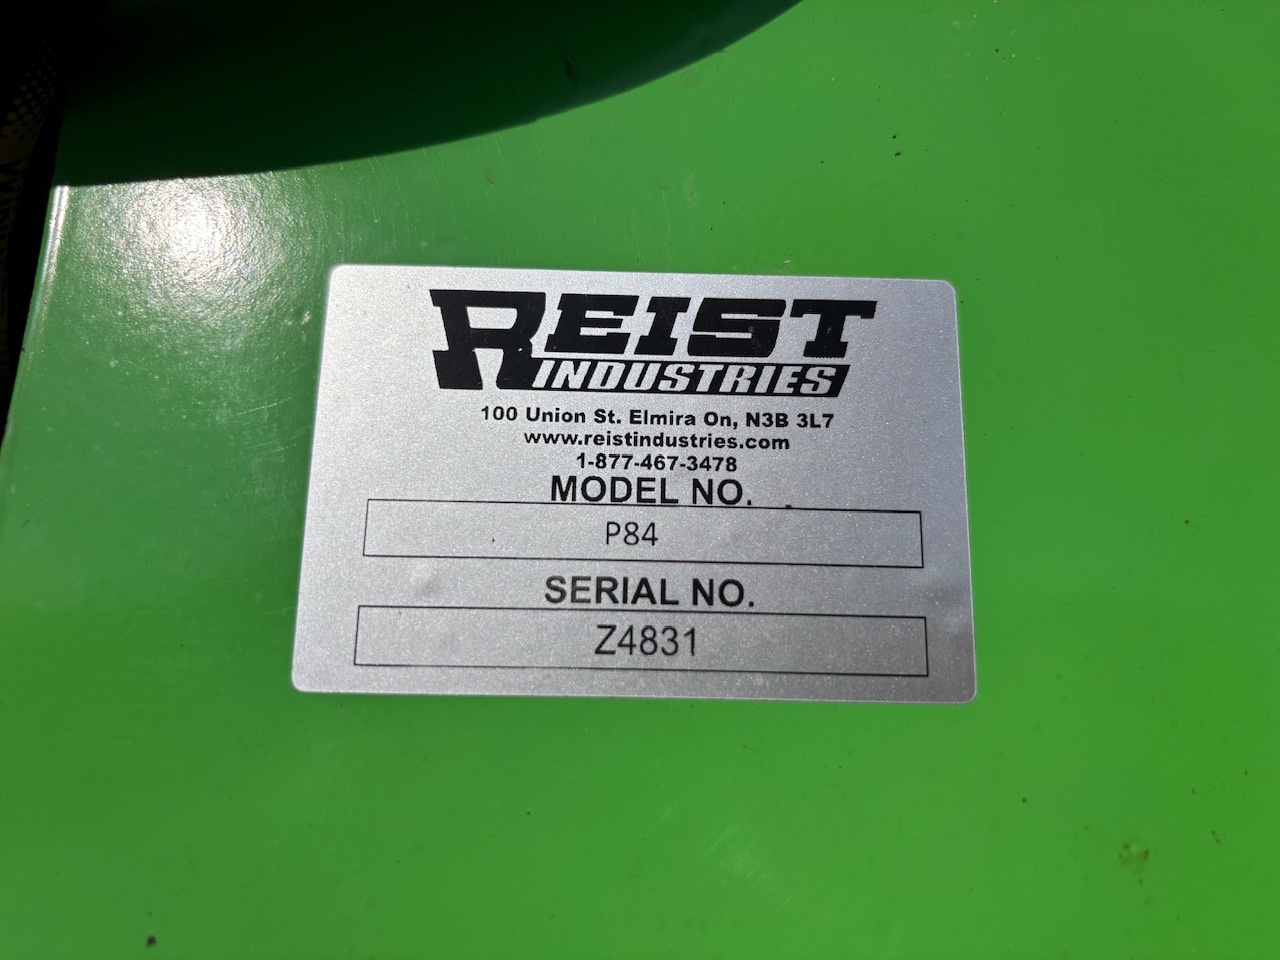 REIST
INDUSTRIES
100 Union St. Elmira On, N3B 3L7
www.reistindustries.com
1-877-467-3478
MODEL NO.
P84
SERIAL NO.
Z4831